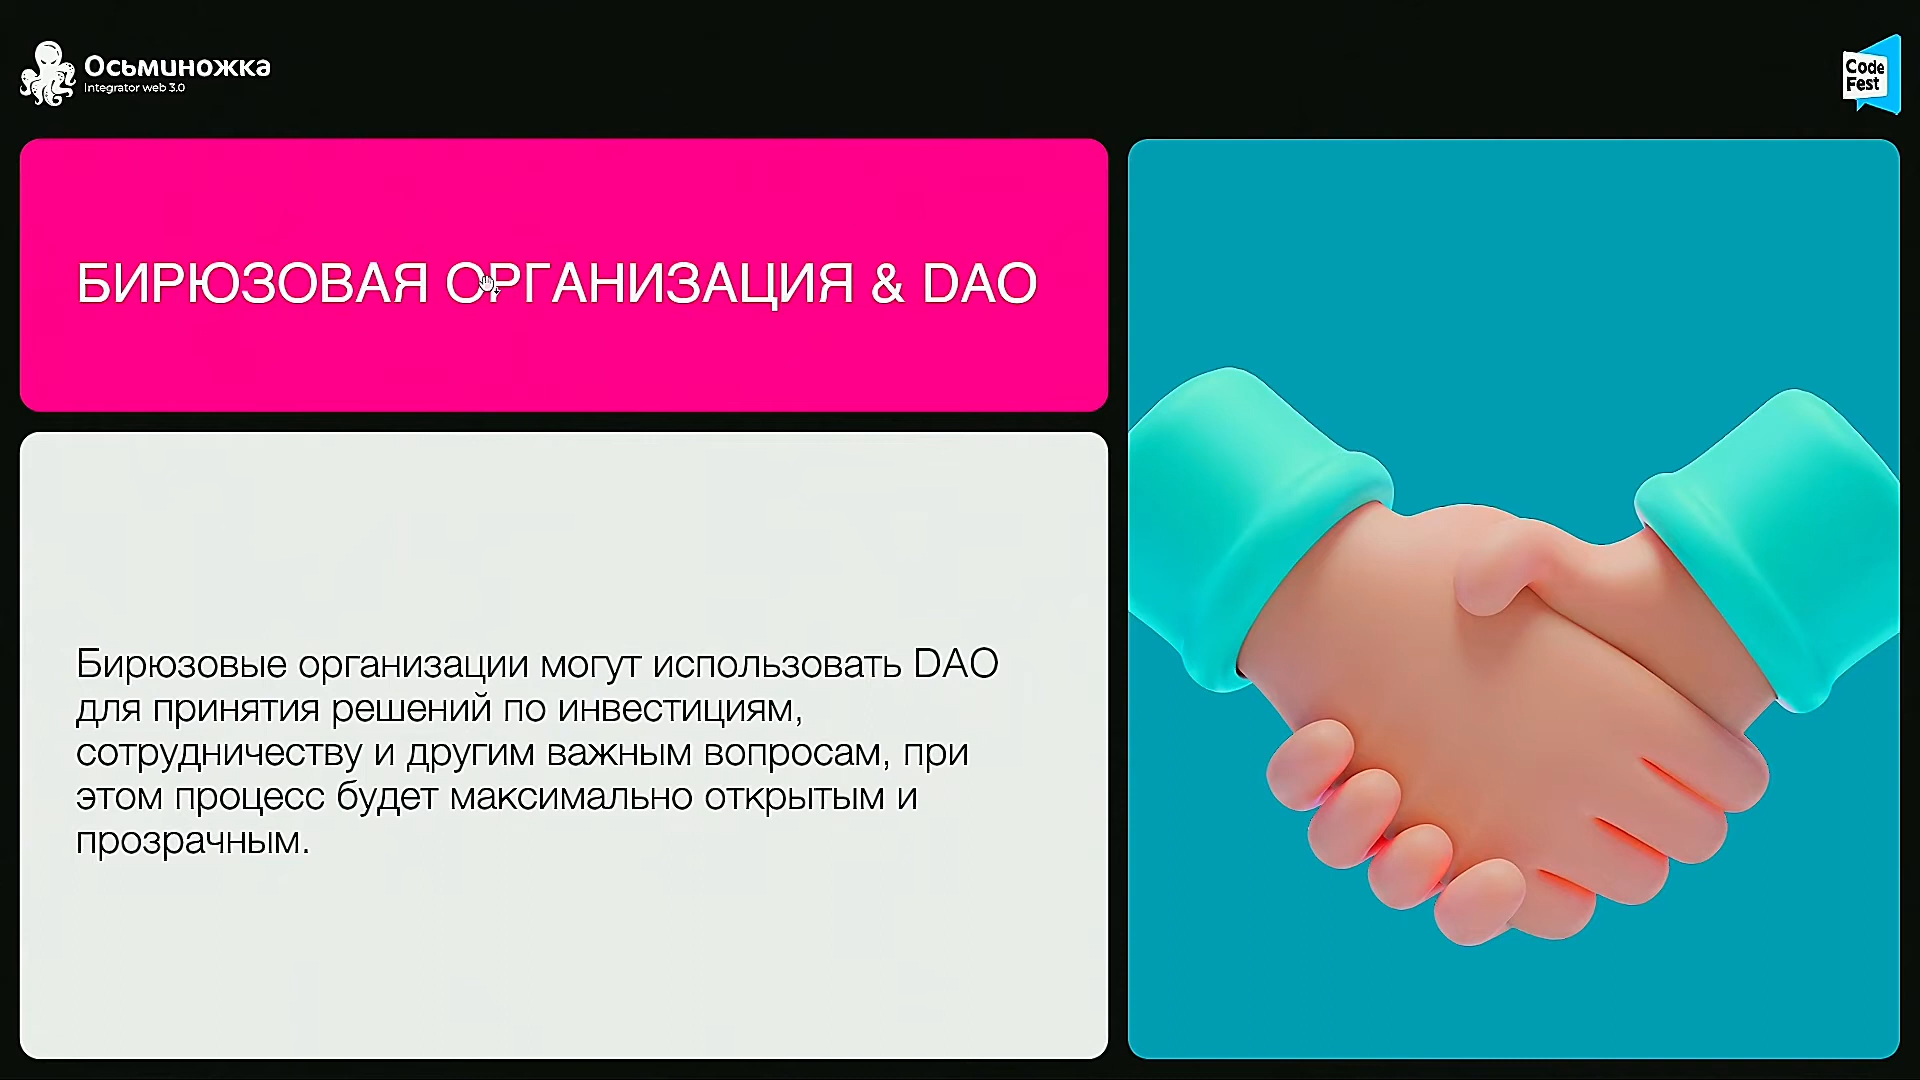 Осьминожка
Integrator web 3.0
Code
Fest
БИРЮЗОВАЯ ОРГАНИЗАЦИЯ & DAO
Бирюзовые организации могут использовать DAO
для принятия решений по инвестициям,
сотрудничеству и другим важным вопросам, при
этом процесс будет максимально открытым и
прозрачным.